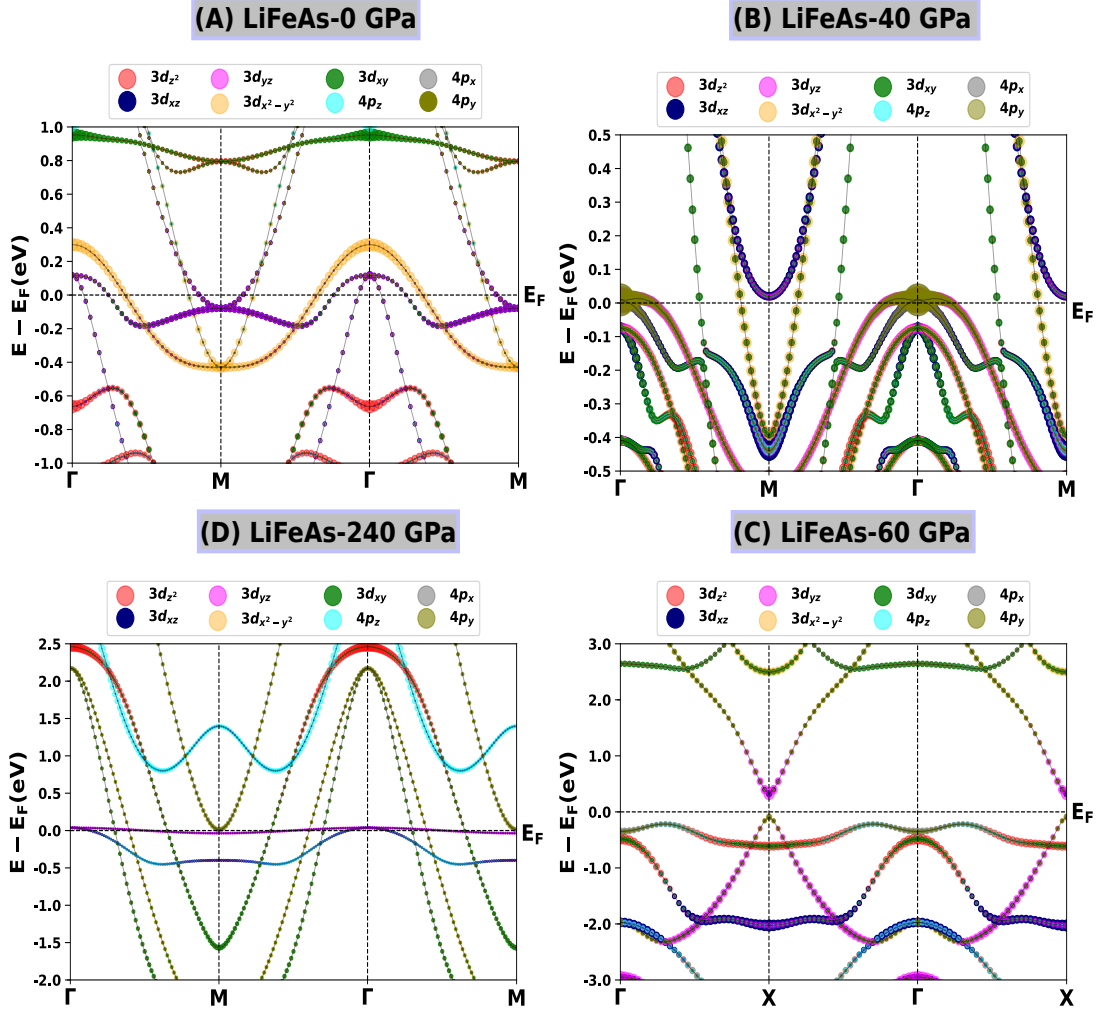 (A) LiFeAs-0 GPa
3d_{z^2} 3d_{yz} 3d_{xy} 4p_x
3d_{xz} 3d_{x^2-y^2} 4p_z 4p_y
E − E_F(eV)
1.0
0.8
0.6
0.4
0.2
0.0
-0.2
-0.4
-0.6
-0.8
-1.0
E_F
Γ M Γ M
(B) LiFeAs-40 GPa
3d_{z^2} 3d_{yz} 3d_{xy} 4p_x
3d_{xz} 3d_{x^2-y^2} 4p_z 4p_y
E − E_F(eV)
0.5
0.4
0.3
0.2
0.1
0.0
-0.1
-0.2
-0.3
-0.4
-0.5
E_F
Γ M Γ M
(D) LiFeAs-240 GPa
3d_{z^2} 3d_{yz} 3d_{xy} 4p_x
3d_{xz} 3d_{x^2-y^2} 4p_z 4p_y
E − E_F(eV)
2.5
2.0
1.5
1.0
0.5
0.0
-0.5
-1.0
-1.5
-2.0
E_F
Γ M Γ M
(C) LiFeAs-60 GPa
3d_{z^2} 3d_{yz} 3d_{xy} 4p_x
3d_{xz} 3d_{x^2-y^2} 4p_z 4p_y
E − E_F(eV)
3.0
2.0
1.0
0.0
-1.0
-2.0
-3.0
E_F
Γ X Γ X